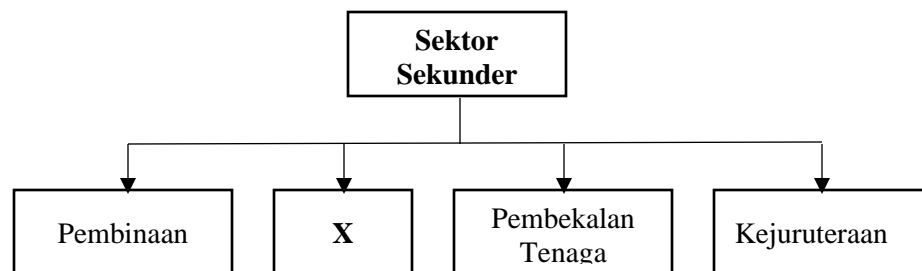 Sektor
Sekunder
Pembinaan
X
Pembekalan
Tenaga
Kejuruteraan